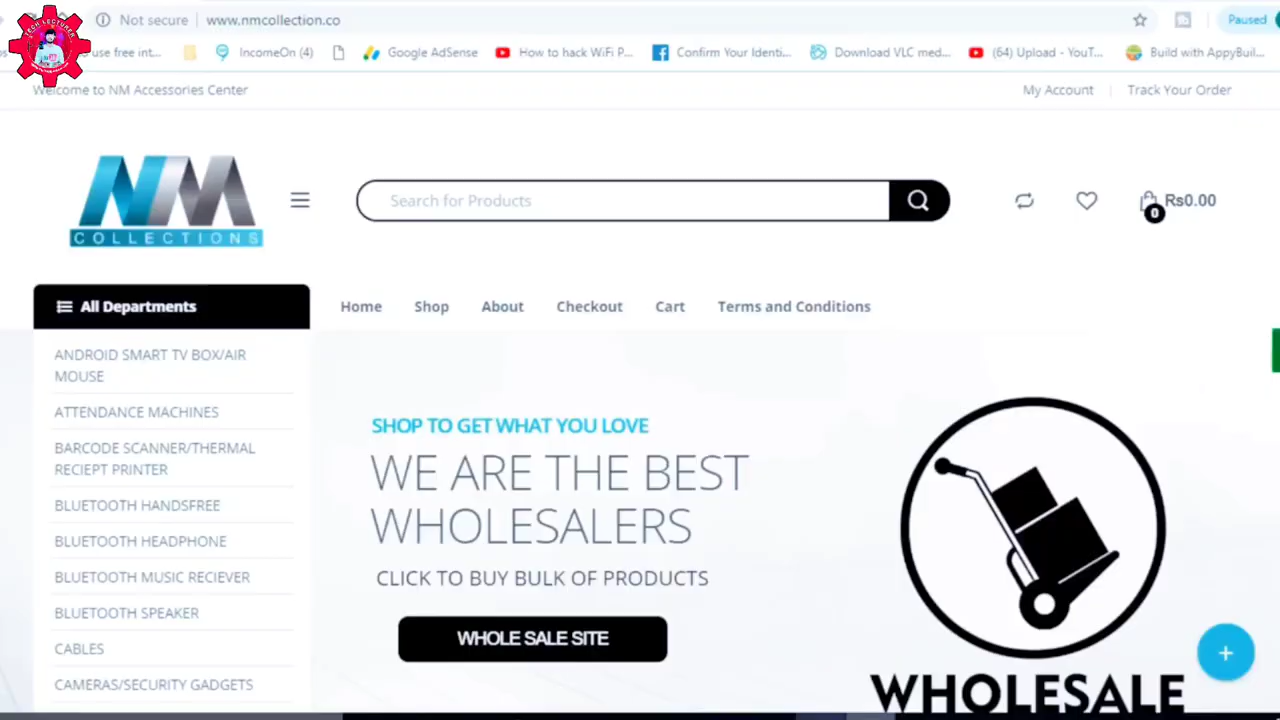 Not secure
www.nmcollection.co
Paused
use free int...
IncomeOn (4)
Google AdSense
How to hack WiFi P...
Confirm Your Identi...
Download VLC med...
(64) Upload - YouT...
Build with AppyBuil...
TECH LECTURER
Welcome to NM Accessories Center
My Account
Track Your Order
NM
COLLECTIONS
Search for Products
0
Rs0.00
All Departments
Home
Shop
About
Checkout
Cart
Terms and Conditions
ANDROID SMART TV BOX/AIR
MOUSE
ATTENDANCE MACHINES
BARCODE SCANNER/THERMAL
RECIEPT PRINTER
BLUETOOTH HANDSFREE
BLUETOOTH HEADPHONE
BLUETOOTH MUSIC RECIEVER
BLUETOOTH SPEAKER
CABLES
CAMERAS/SECURITY GADGETS
SHOP TO GET WHAT YOU LOVE
WE ARE THE BEST
WHOLESALERS
CLICK TO BUY BULK OF PRODUCTS
WHOLE SALE SITE
WHOLESALE